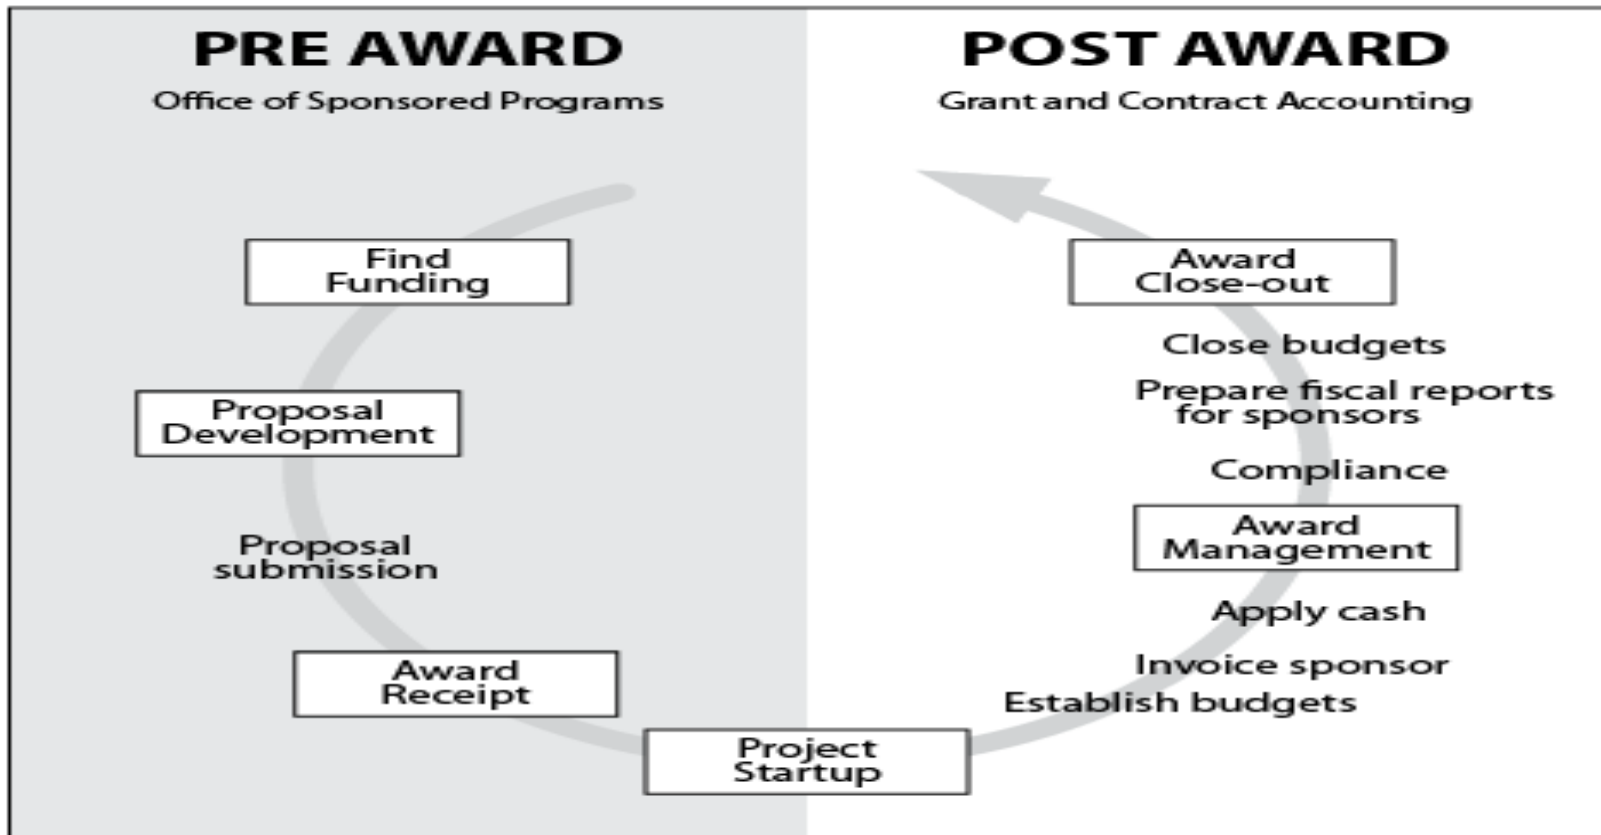 PRE AWARD
Office of Sponsored Programs
Find
Funding
Proposal
Development
Proposal
submission
Award
Receipt
Project
Startup
POST AWARD
Grant and Contract Accounting
Award
Close-out
Close budgets
Prepare fiscal reports
for sponsors
Compliance
Award
Management
Apply cash
Invoice sponsor
Establish budgets